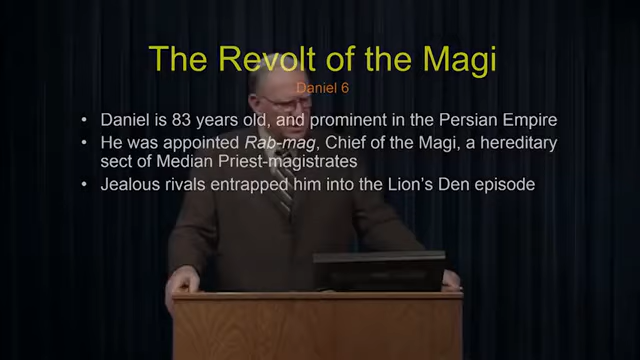 The Revolt of the Magi
Daniel 6
• Daniel is 83 years old, and prominent in the Persian Empire
• He was appointed Rab-mag, Chief of the Magi, a hereditary
sect of Median Priest-magistrates
• Jealous rivals entrapped him into the Lion's Den episode